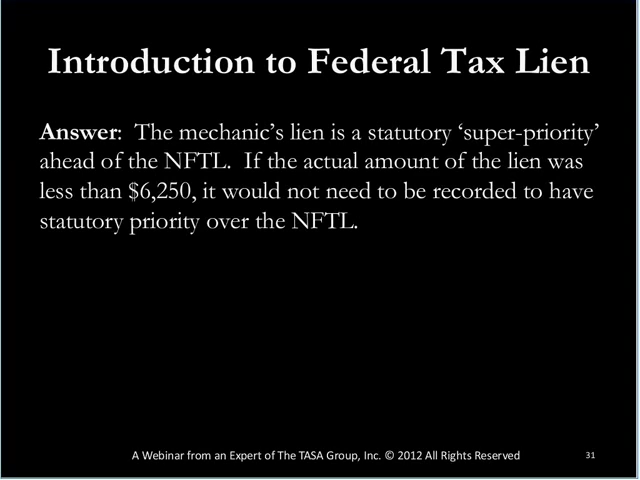 Introduction to Federal Tax Lien
Answer:  The mechanic’s lien is a statutory ‘super-priority’
ahead of the NFTL.  If the actual amount of the lien was
less than $6,250, it would not need to be recorded to have
statutory priority over the NFTL.
A Webinar from an Expert of The TASA Group, Inc. © 2012 All Rights Reserved
31